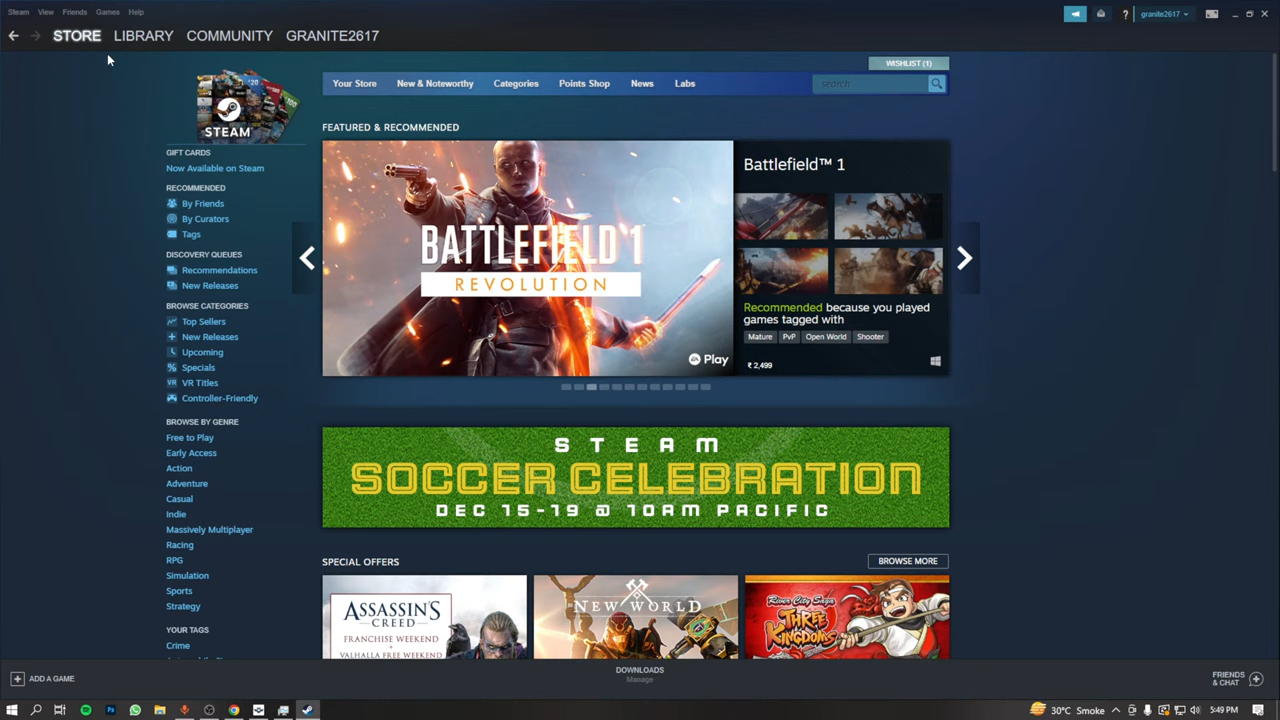 Steam View Friends Games Help
granite2617
STORE LIBRARY COMMUNITY GRANITE2617
WISHLIST (1)
Your Store New & Noteworthy Categories Points Shop News Labs search
STEAM
20
100
FEATURED & RECOMMENDED
GIFT CARDS
Now Available on Steam
RECOMMENDED
By Friends
By Curators
Tags
DISCOVERY QUEUES
Recommendations
New Releases
BROWSE CATEGORIES
Top Sellers
New Releases
Upcoming
Specials
VR VR Titles
Controller-Friendly
BROWSE BY GENRE
Free to Play
Early Access
Action
Adventure
Casual
Indie
Massively Multiplayer
Racing
RPG
Simulation
Sports
Strategy
YOUR TAGS
Crime
BATTLEFIELD 1
REVOLUTION
EA Play
Battlefield™ 1
Recommended because you played
games tagged with
Mature PvP Open World Shooter
₹ 2,499
STEAM
SOCCER CELEBRATION
DEC 15-19 @ 10AM PACIFIC
SPECIAL OFFERS
BROWSE MORE
ASSASSIN'S
CREED
FRANCHISE WEEKEND
+
VALHALLA FREE WEEKEND
NEW WORLD
River City Saga
THREE
KINGDOMS
ADD A GAME
DOWNLOADS
Manage
FRIENDS
& CHAT
30°C Smoke
5:49 PM